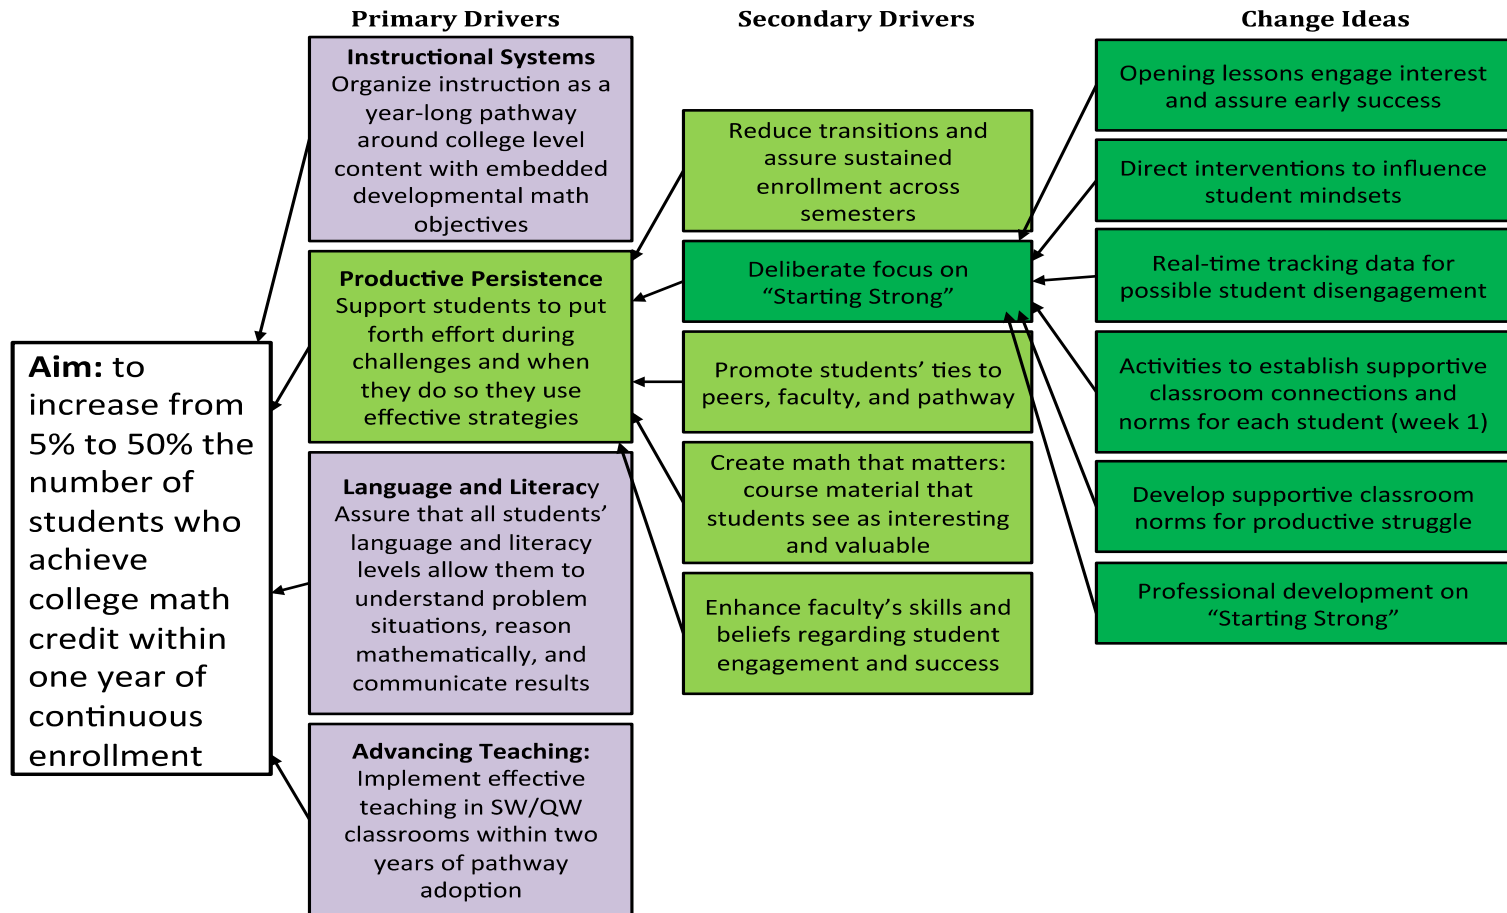 Primary Drivers
Secondary Drivers
Change Ideas
Aim: to
increase from
5% to 50% the
number of
students who
achieve
college math
credit within
one year of
continuous
enrollment
Instructional Systems
Organize instruction as a
year-long pathway
around college level
content with embedded
developmental math
objectives
Productive Persistence
Support students to put
forth effort during
challenges and when
they do so they use
effective strategies
Language and Literacy
Assure that all students’
language and literacy
levels allow them to
understand problem
situations, reason
mathematically, and
communicate results
Advancing Teaching:
Implement effective
teaching in SW/QW
classrooms within two
years of pathway
adoption
Reduce transitions and
assure sustained
enrollment across
semesters
Deliberate focus on
“Starting Strong”
Promote students’ ties to
peers, faculty, and pathway
Create math that matters:
course material that
students see as interesting
and valuable
Enhance faculty’s skills and
beliefs regarding student
engagement and success
Opening lessons engage interest
and assure early success
Direct interventions to influence
student mindsets
Real-time tracking data for
possible student disengagement
Activities to establish supportive
classroom connections and
norms for each student (week 1)
Develop supportive classroom
norms for productive struggle
Professional development on
“Starting Strong”